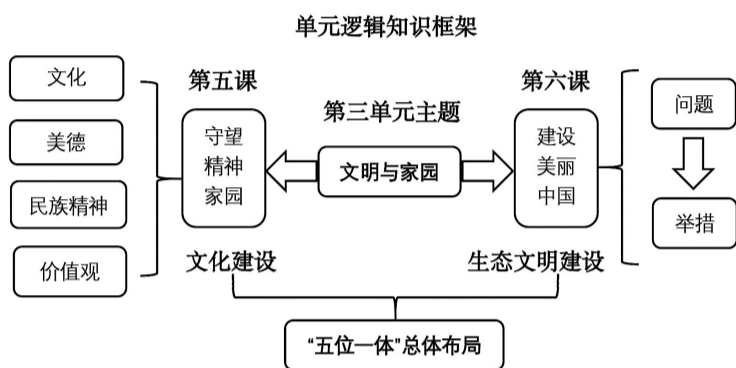 单元逻辑知识框架
第五课
第六课
第三单元主题
文化
美德
民族精神
价值观
守望
精神
家园
文明与家园
建设
美丽
中国
问题
举措
文化建设
生态文明建设
“五位一体”总体布局